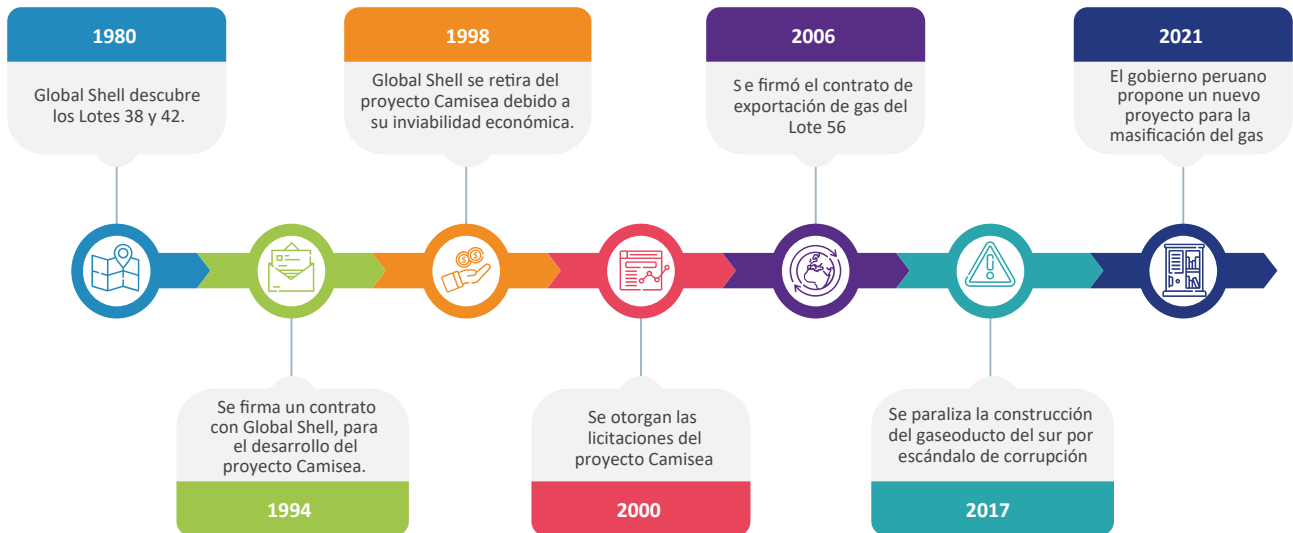 1980
Global Shell descubre
los Lotes 38 y 42.
Se firma un contrato
con Global Shell, para
el desarrollo del
proyecto Camisea.
1994
1998
Global Shell se retira del
proyecto Camisea debido a
su inviabilidad económica.
Se otorgan las
licitaciones del
proyecto Camisea
2000
2006
S e firmó el contrato de
exportación de gas del
Lote 56
Se paraliza la construcción
del gaseoducto del sur por
escándalo de corrupción
2017
2021
El gobierno peruano
propone un nuevo
proyecto para la
masificación del gas